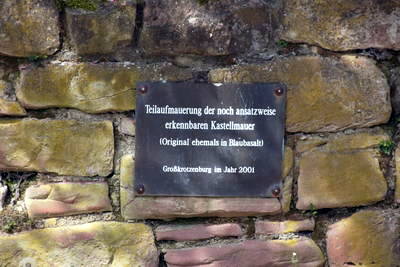 Teilaufmauerung der noch ansatzweise
erkennbaren Kastellmauer
(Original ehemals in Blaubasalt)
Großkrotzenburg im Jahr 2001